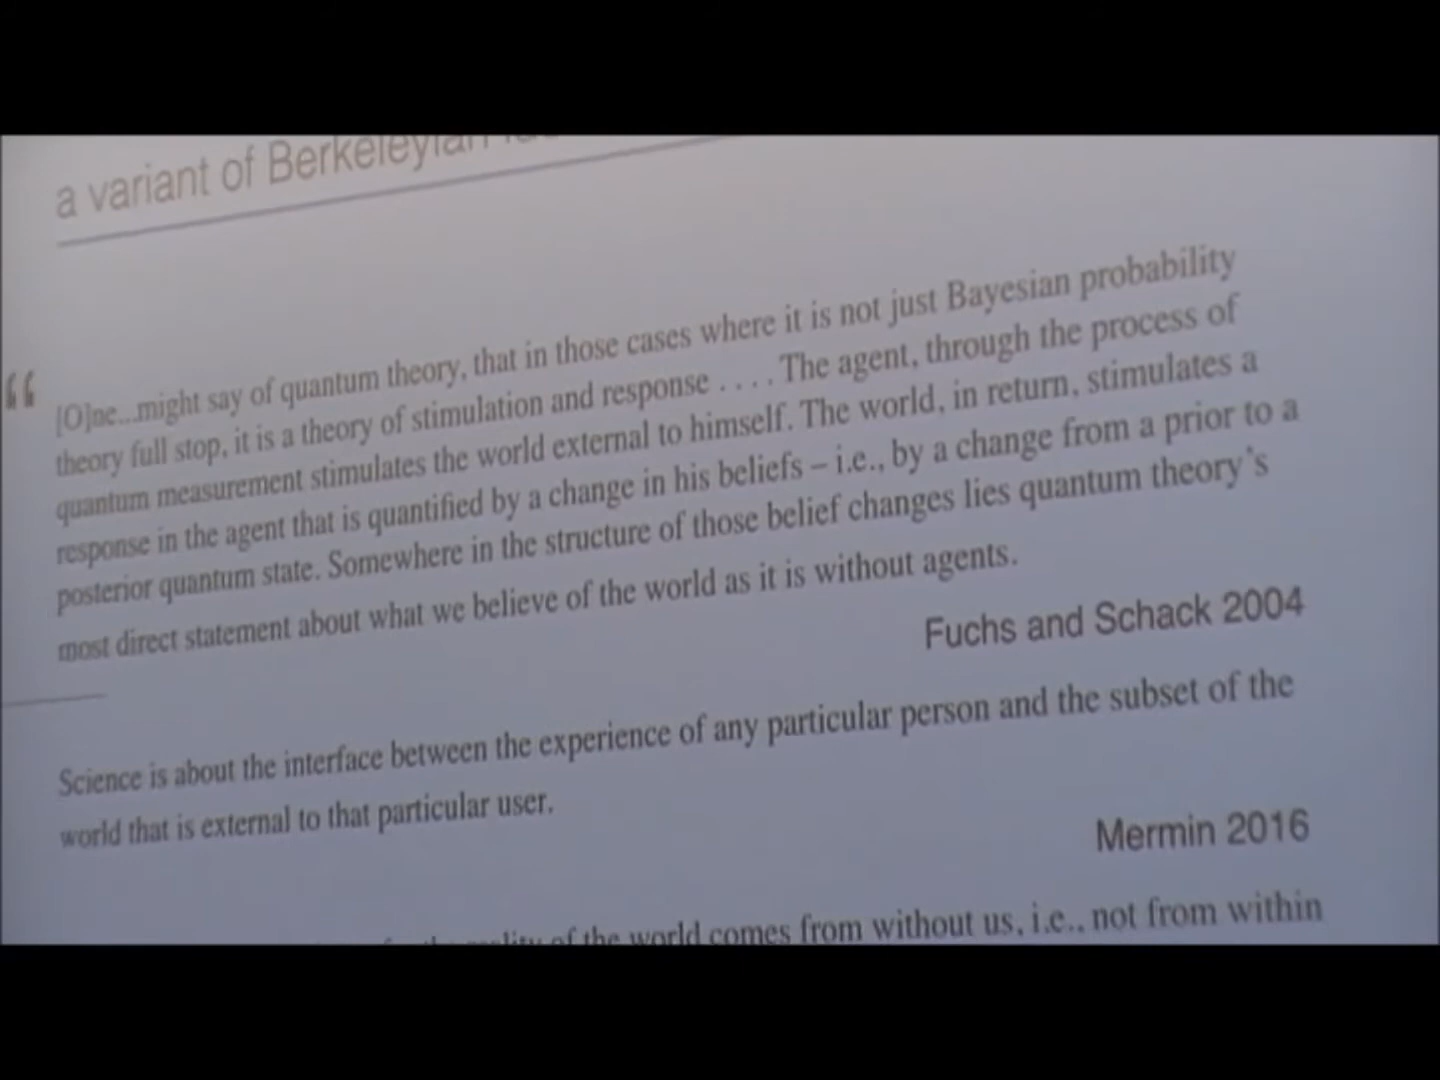 a variant of Berkeleyian
“
[O]ne...might say of quantum theory, that in those cases where it is not just Bayesian probability
theory full stop, it is a theory of stimulation and response . . . . The agent, through the process of
quantum measurement stimulates the world external to himself. The world, in return, stimulates a
response in the agent that is quantified by a change in his beliefs – i.e., by a change from a prior to a
posterior quantum state. Somewhere in the structure of those belief changes lies quantum theory's
most direct statement about what we believe of the world as it is without agents.
Fuchs and Schack 2004
Science is about the interface between the experience of any particular person and the subset of the
world that is external to that particular user.
Mermin 2016
of the world comes from without us, i.e., not from within